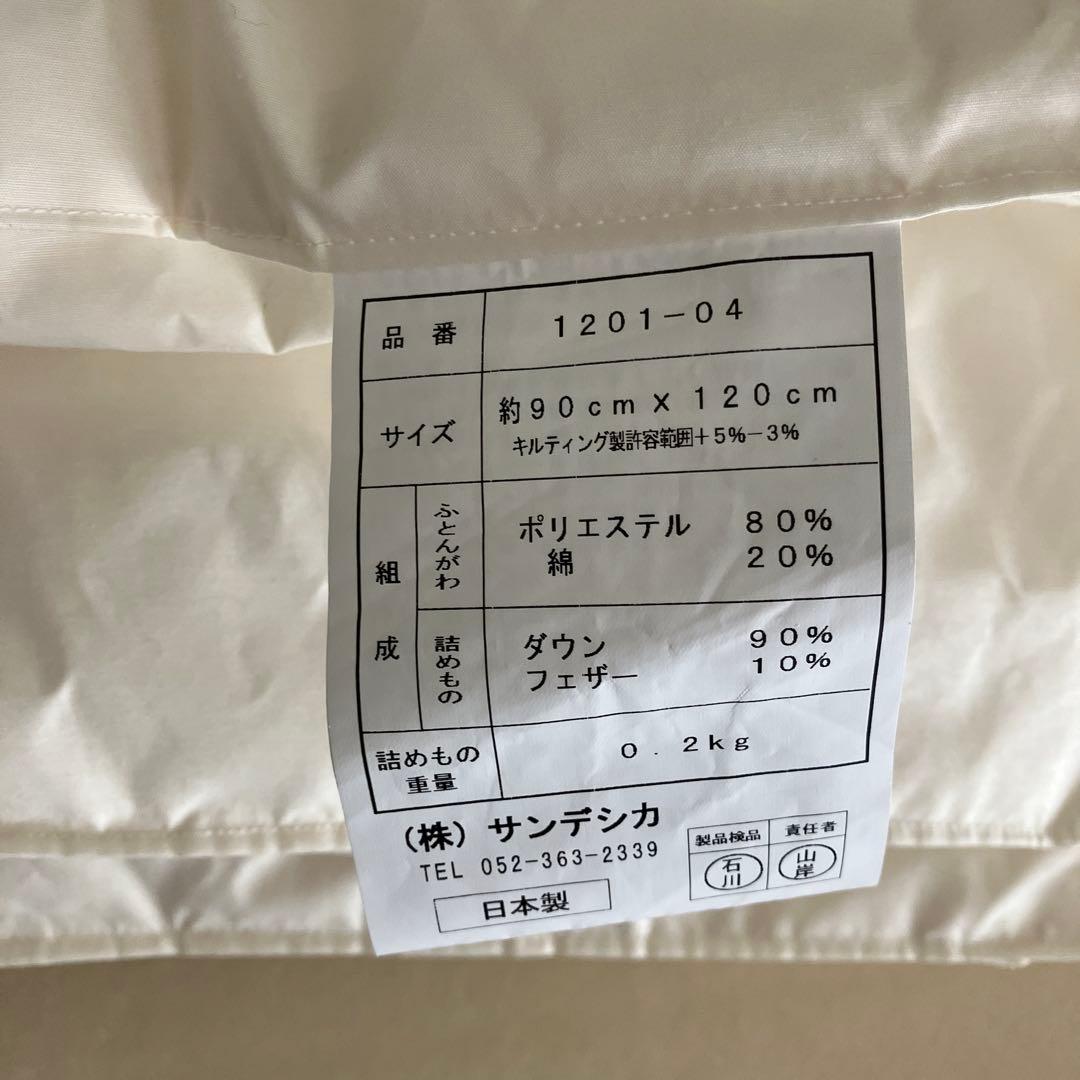 品番 1201-04
サイズ 約90cm×120cm
キルティング製許容範囲+5%-3%
組成
ふとんがわ
ポリエステル 80%
綿 20%
詰めもの
ダウン 90%
フェザー 10%
詰めもの
重量
0.2kg
(株)サンデシカ
TEL 052-363-2339
日本製
製品検品 責任者
石川 山岸